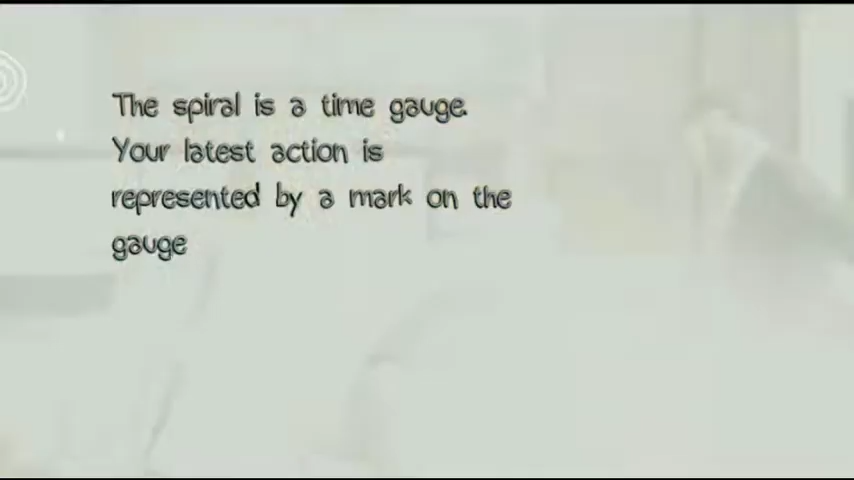 The spiral is a time gauge.
Your latest action is
represented by a mark on the
gauge